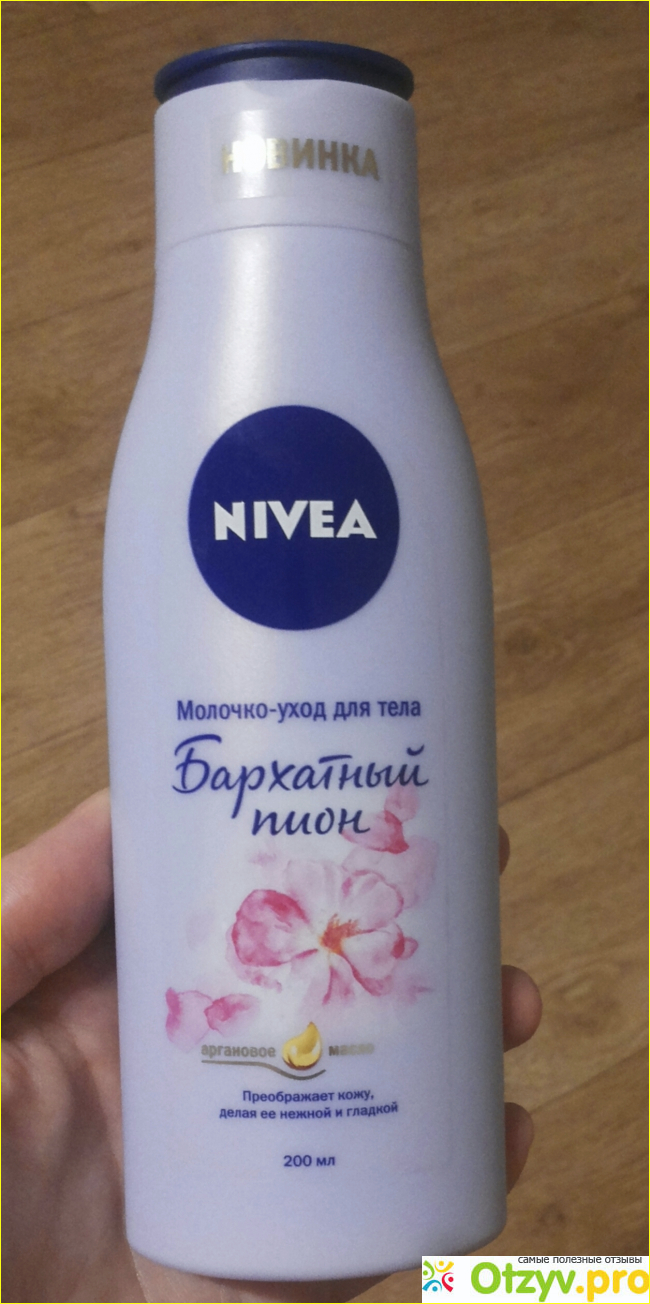 НОВИНКА
NIVEA
Молочко-уход для тела
Бархатный
пион
аргановое масло
Преображает кожу,
делая ее нежной и гладкой
200 мл
самые полезные отзывы
Otzyv.pro